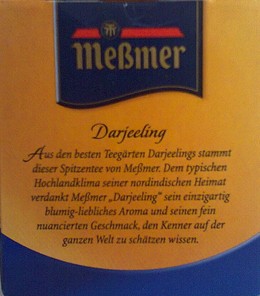 Meßmer
Darjeeling
Aus den besten Teegärten Darjeelings stammt
dieser Spitzentee von Meßmer. Dem typischen
Hochlandklima seiner nordindischen Heimat
verdankt Meßmer „Darjeeling" sein einzigartig
blumig-liebliches Aroma und seinen fein
nuancierten Geschmack, den Kenner auf der
ganzen Welt zu schätzen wissen.